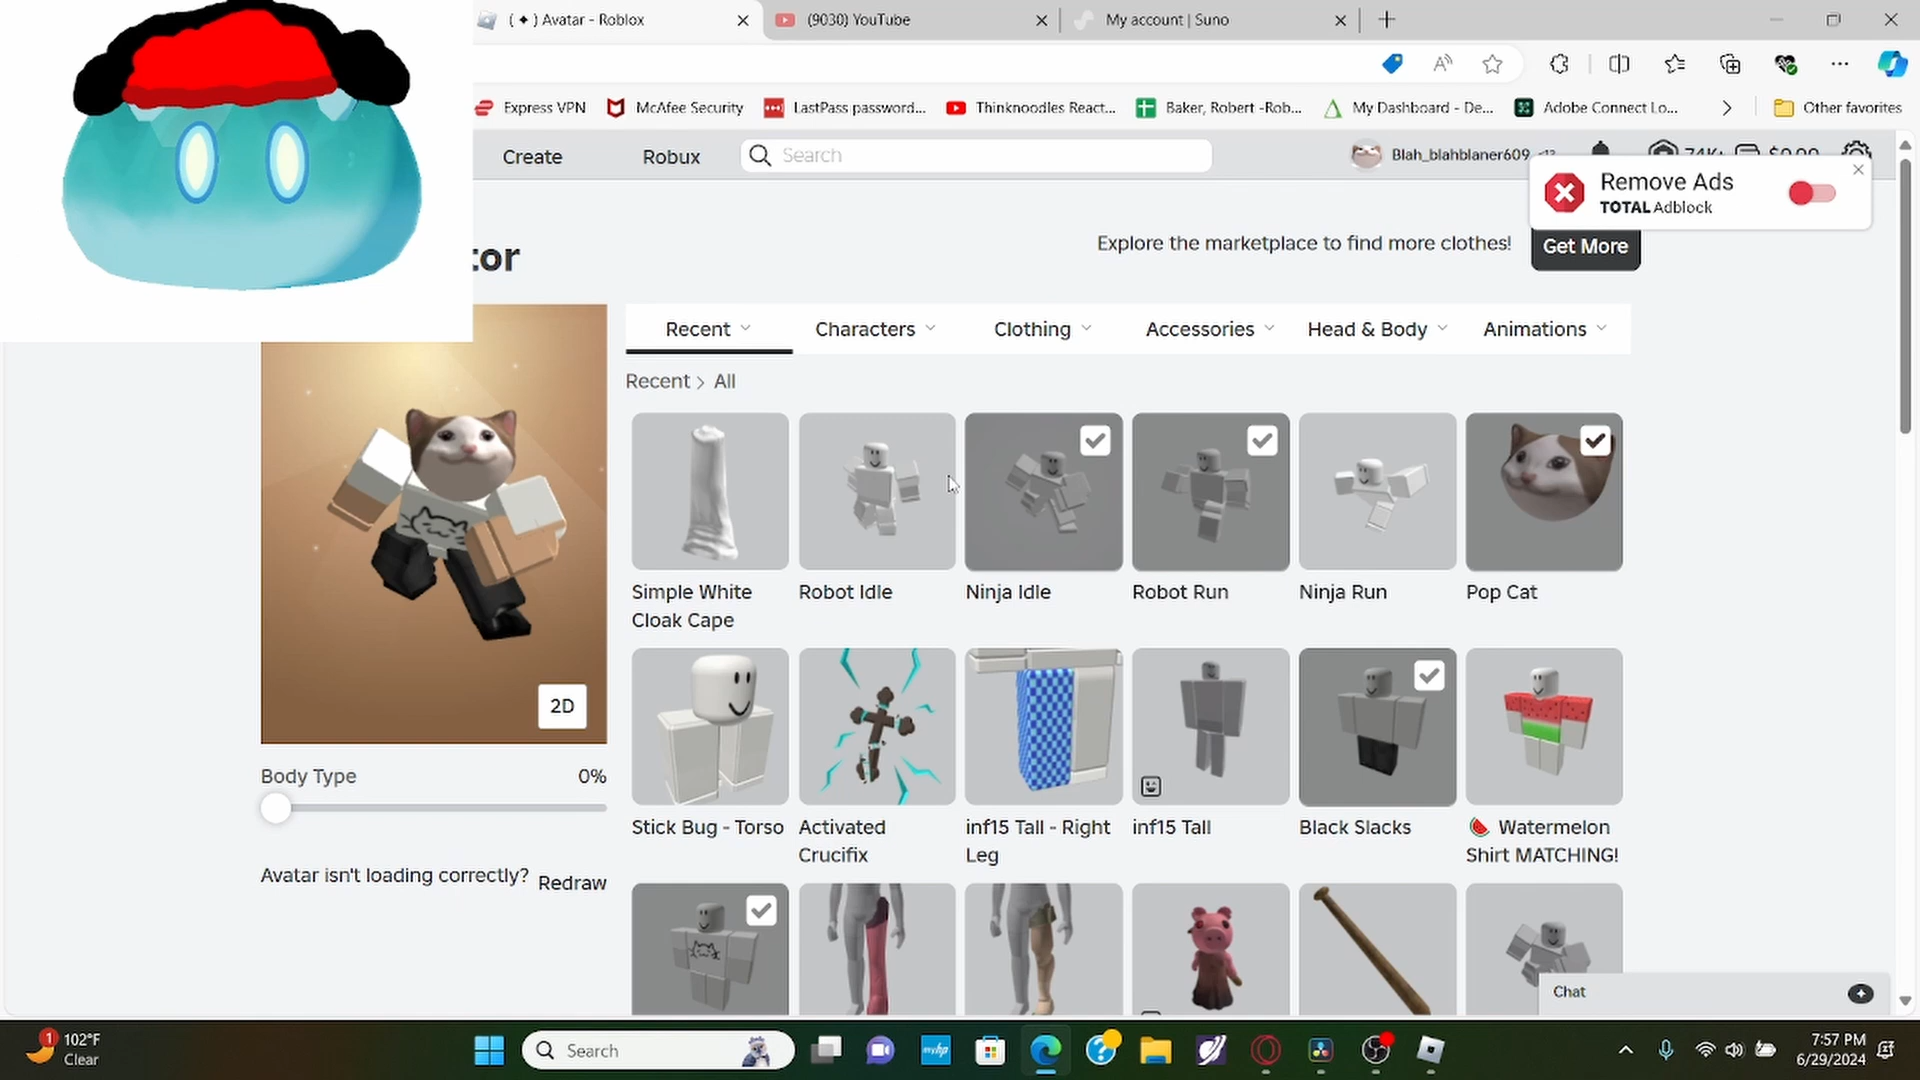 ( ✦ ) Avatar - Roblox
(9030) YouTube
My account | Suno
Express VPN
McAfee Security
LastPass password...
Thinknoodles React...
Baker, Robert -Rob...
My Dashboard - De...
Adobe Connect Lo...
Other favorites
Create
Robux
Search
Blah_blahblaner609
Remove Ads
TOTAL Adblock
tor
Explore the marketplace to find more clothes!
Get More
Recent
Characters
Clothing
Accessories
Head & Body
Animations
Recent > All
Simple White
Cloak Cape
Robot Idle
Ninja Idle
Robot Run
Ninja Run
Pop Cat
2D
Body Type
0%
Stick Bug - Torso
Activated
Crucifix
inf15 Tall - Right
Leg
inf15 Tall
Black Slacks
🍉 Watermelon
Shirt MATCHING!
Avatar isn't loading correctly?
Redraw
Chat
1
102°F
Clear
Search
myhp
7:57 PM
6/29/2024